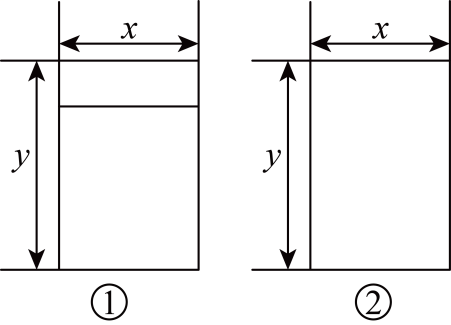 x x
y y
① ②